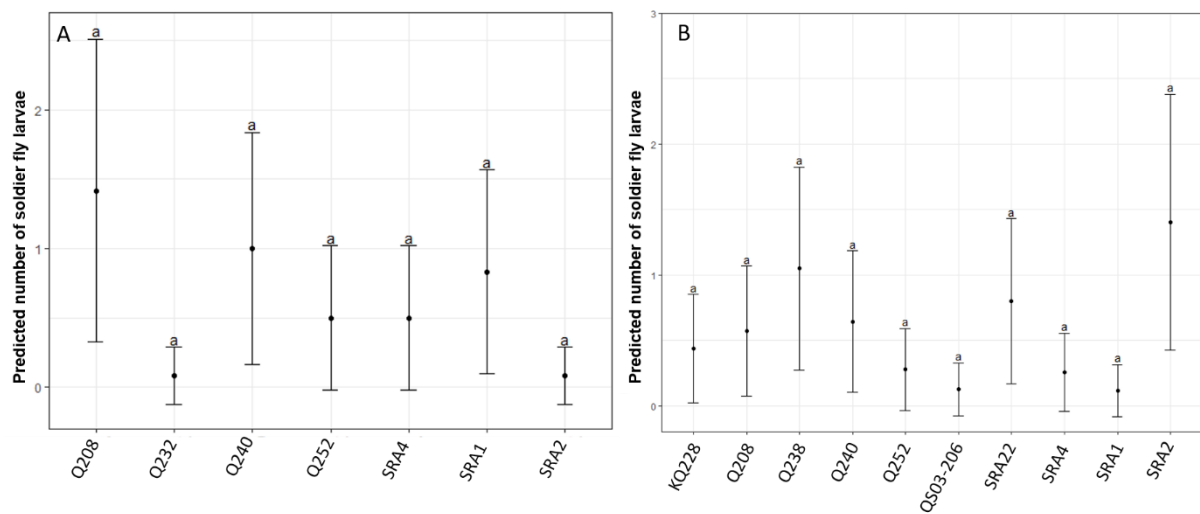 A
Predicted number of soldier fly larvae
2
1
0
a
a
a
a
a
a
a
Q208
Q232
Q240
Q252
SRA4
SRA1
SRA2
B
Predicted number of soldier fly larvae
3
2
1
0
a
a
a
a
a
a
a
a
a
a
KQ228
Q208
Q238
Q240
Q252
QS03-206
SRA22
SRA4
SRA1
SRA2